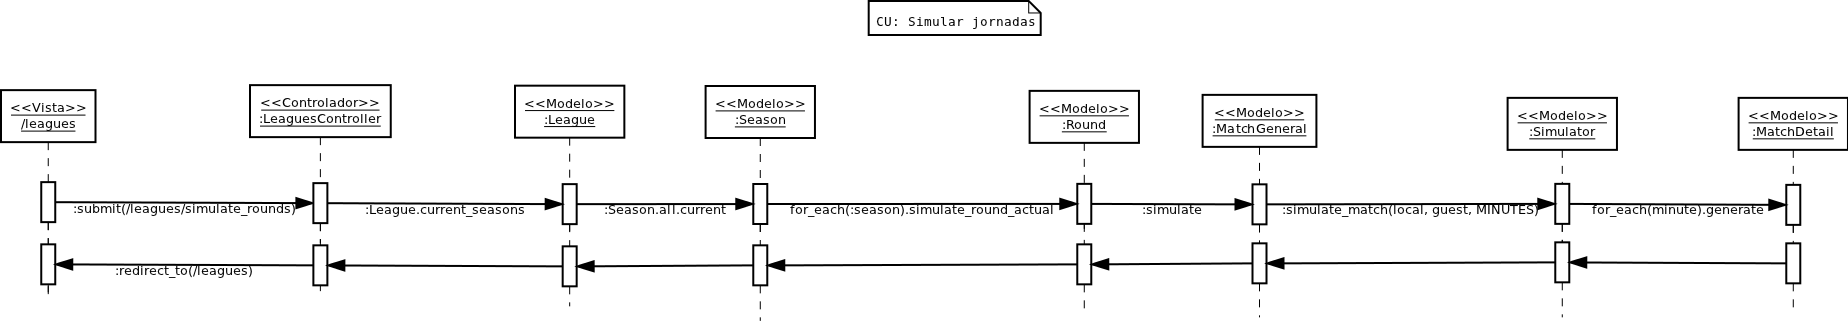 CU: Simular jornadas
<<Vista>>
/leagues
<<Controlador>>
:LeaguesController
<<Modelo>>
:League
<<Modelo>>
:Season
<<Modelo>>
:Round
<<Modelo>>
:MatchGeneral
<<Modelo>>
:Simulator
<<Modelo>>
:MatchDetail
:submit(/leagues/simulate_rounds)
:League.current_seasons
:Season.all.current
for_each(:season).simulate_round_actual
:simulate
:simulate_match(local, guest, MINUTES)
for_each(minute).generate
:redirect_to(/leagues)